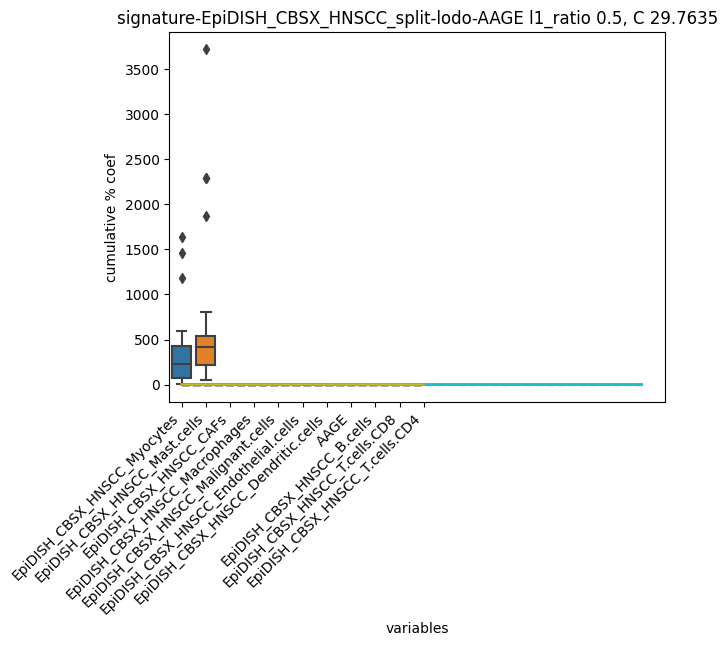 signature-EpiDISH_CBSX_HNSCC_split-lodo-AAGE l1_ratio 0.5, C 29.7635
cumulative % coef
3500
3000
2500
2000
1500
1000
500
0
EpiDISH_CBSX_HNSCC_Myocytes
EpiDISH_CBSX_HNSCC_Mast.cells
EpiDISH_CBSX_HNSCC_CAFs
EpiDISH_CBSX_HNSCC_Macrophages
EpiDISH_CBSX_HNSCC_Malignant.cells
EpiDISH_CBSX_HNSCC_Endothelial.cells
EpiDISH_CBSX_HNSCC_Dendritic.cells
AAGE
EpiDISH_CBSX_HNSCC_B.cells
EpiDISH_CBSX_HNSCC_T.cells.CD8
EpiDISH_CBSX_HNSCC_T.cells.CD4
variables